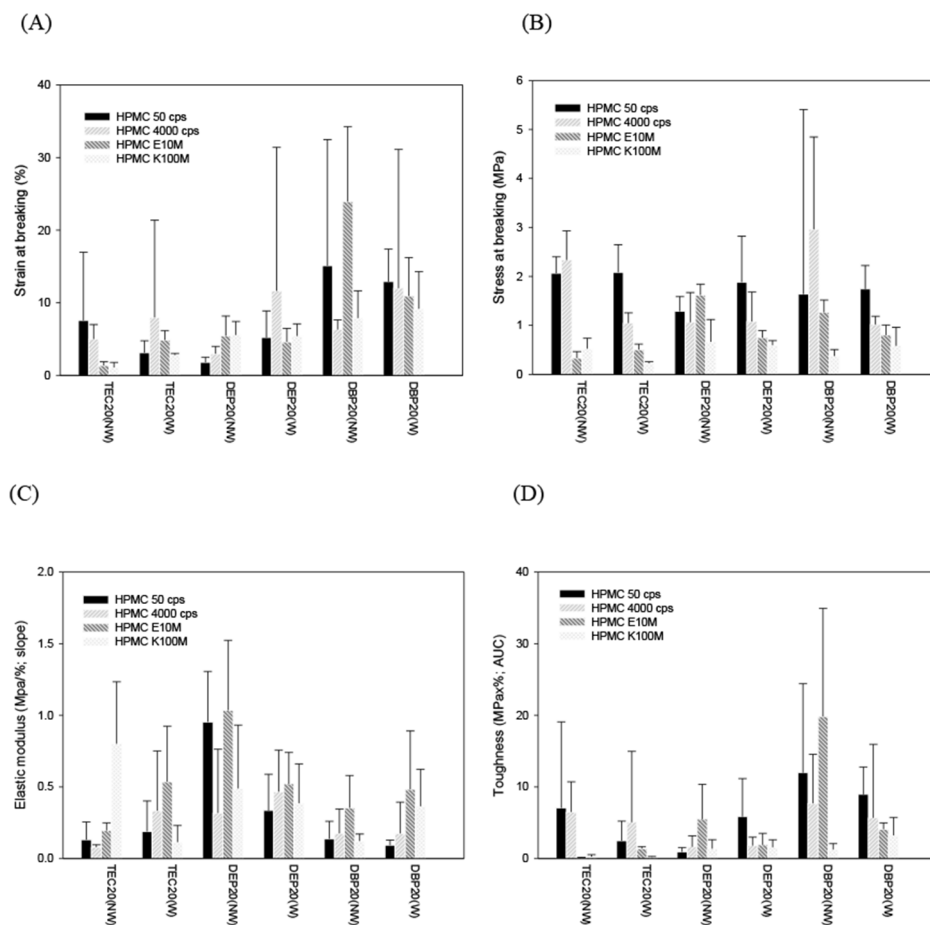 (A)
40
30
20
10
0
Strain at breaking (%)
HPMC 50 cps
HPMC 4000 cps
HPMC E10M
HPMC K100M
TEC20(NW)
TEC20(W)
DEP20(NW)
DEP20(W)
DBP20(NW)
DBP20(W)
(B)
6
5
4
3
2
1
0
Stress at breaking (MPa)
HPMC 50 cps
HPMC 4000 cps
HPMC E10M
HPMC K100M
TEC20(NW)
TEC20(W)
DEP20(NW)
DEP20(W)
DBP20(NW)
DBP20(W)
(C)
2.0
1.5
1.0
0.5
0.0
Elastic modulus (Mpa/%; slope)
HPMC 50 cps
HPMC 4000 cps
HPMC E10M
HPMC K100M
TEC20(NW)
TEC20(W)
DEP20(NW)
DEP20(W)
DBP20(NW)
DBP20(W)
(D)
40
30
20
10
0
Toughness (MPax%; AUC)
HPMC 50 cps
HPMC 4000 cps
HPMC E10M
HPMC K100M
TEC20(NW)
TEC20(W)
DEP20(NW)
DEP20(W)
DBP20(NW)
DBP20(W)